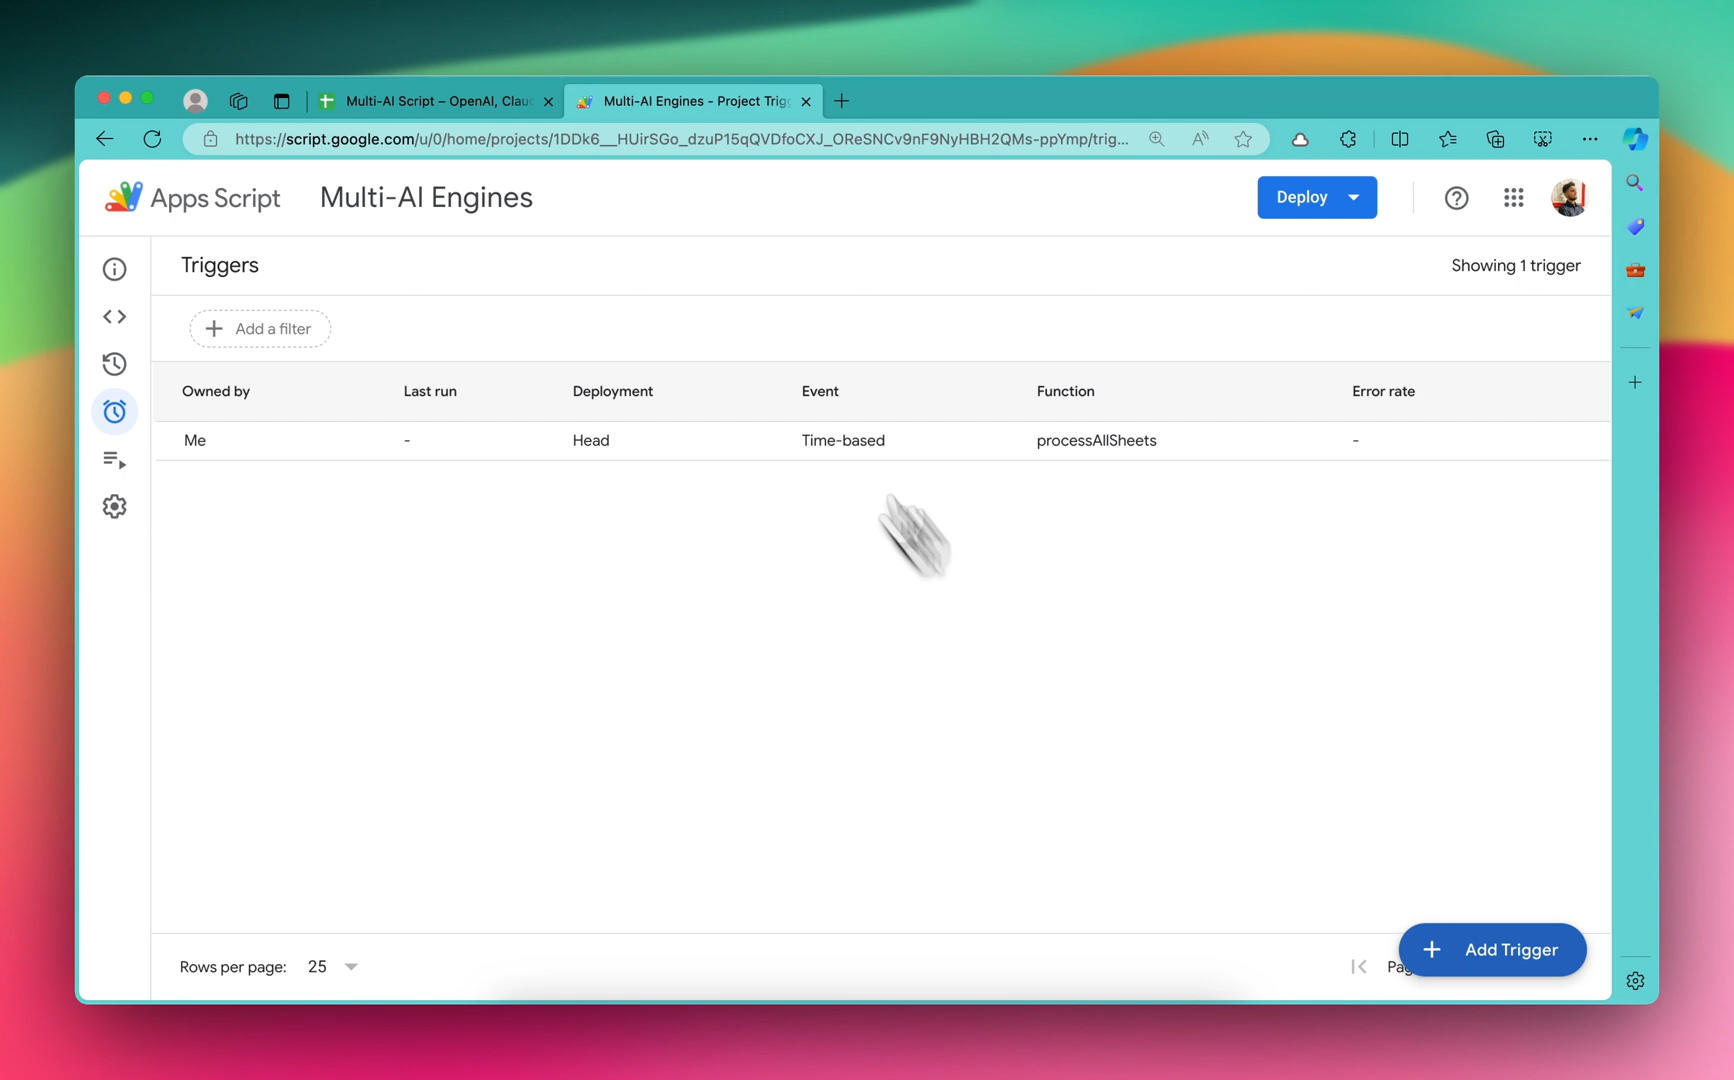 Multi-AI Script – OpenAI, Clau
Multi-AI Engines - Project Trig
https://script.google.com/u/0/home/projects/1DDk6__HUirSGo_dzuP15qQVDfoCXJ_OReSNCv9nF9NyHBH2QMs-ppYmp/trig...
Apps Script
Multi-AI Engines
Deploy
Triggers
Showing 1 trigger
Add a filter
Owned by Last run Deployment Event Function Error rate
Me - Head Time-based processAllSheets -
Add Trigger
Rows per page: 25
Pag